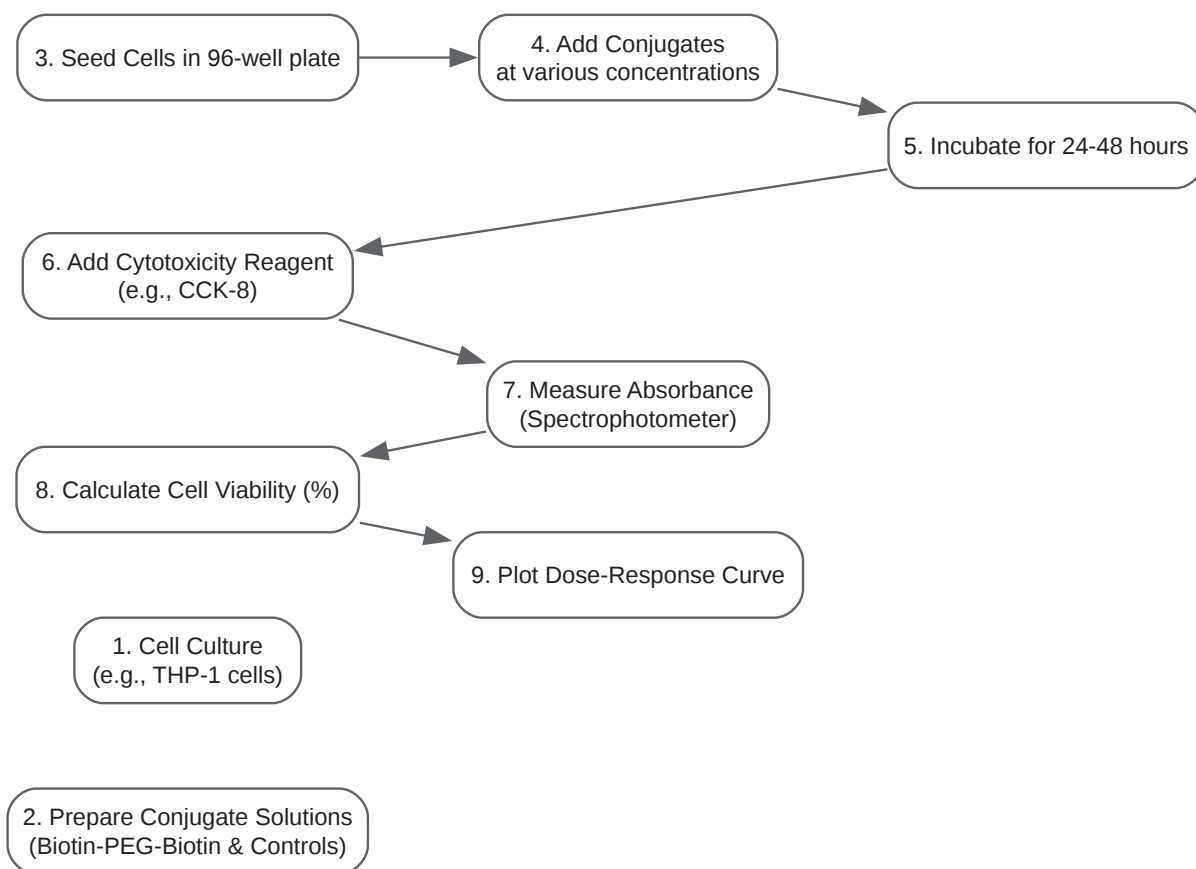 3. Seed Cells in 96-well plate
4. Add Conjugates
at various concentrations
5. Incubate for 24-48 hours
6. Add Cytotoxicity Reagent
(e.g., CCK-8)
7. Measure Absorbance
(Spectrophotometer)
8. Calculate Cell Viability (%)
9. Plot Dose-Response Curve
1. Cell Culture
(e.g., THP-1 cells)
2. Prepare Conjugate Solutions
(Biotin-PEG-Biotin & Controls)